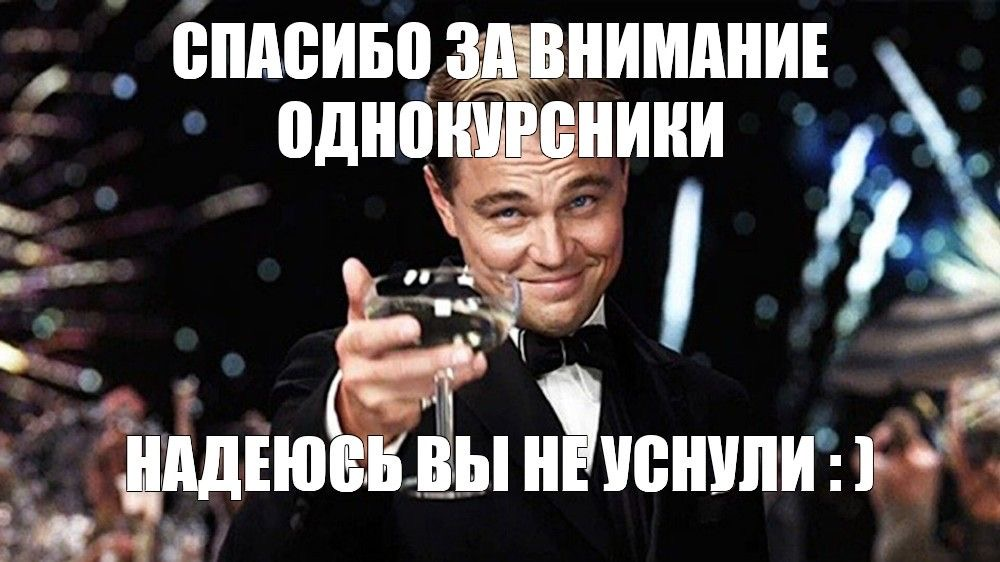 СПАСИБО ЗА ВНИМАНИЕ
ОДНОКУРСНИКИ
НАДЕЮСЬ ВЫ НЕ УСНУЛИ : )